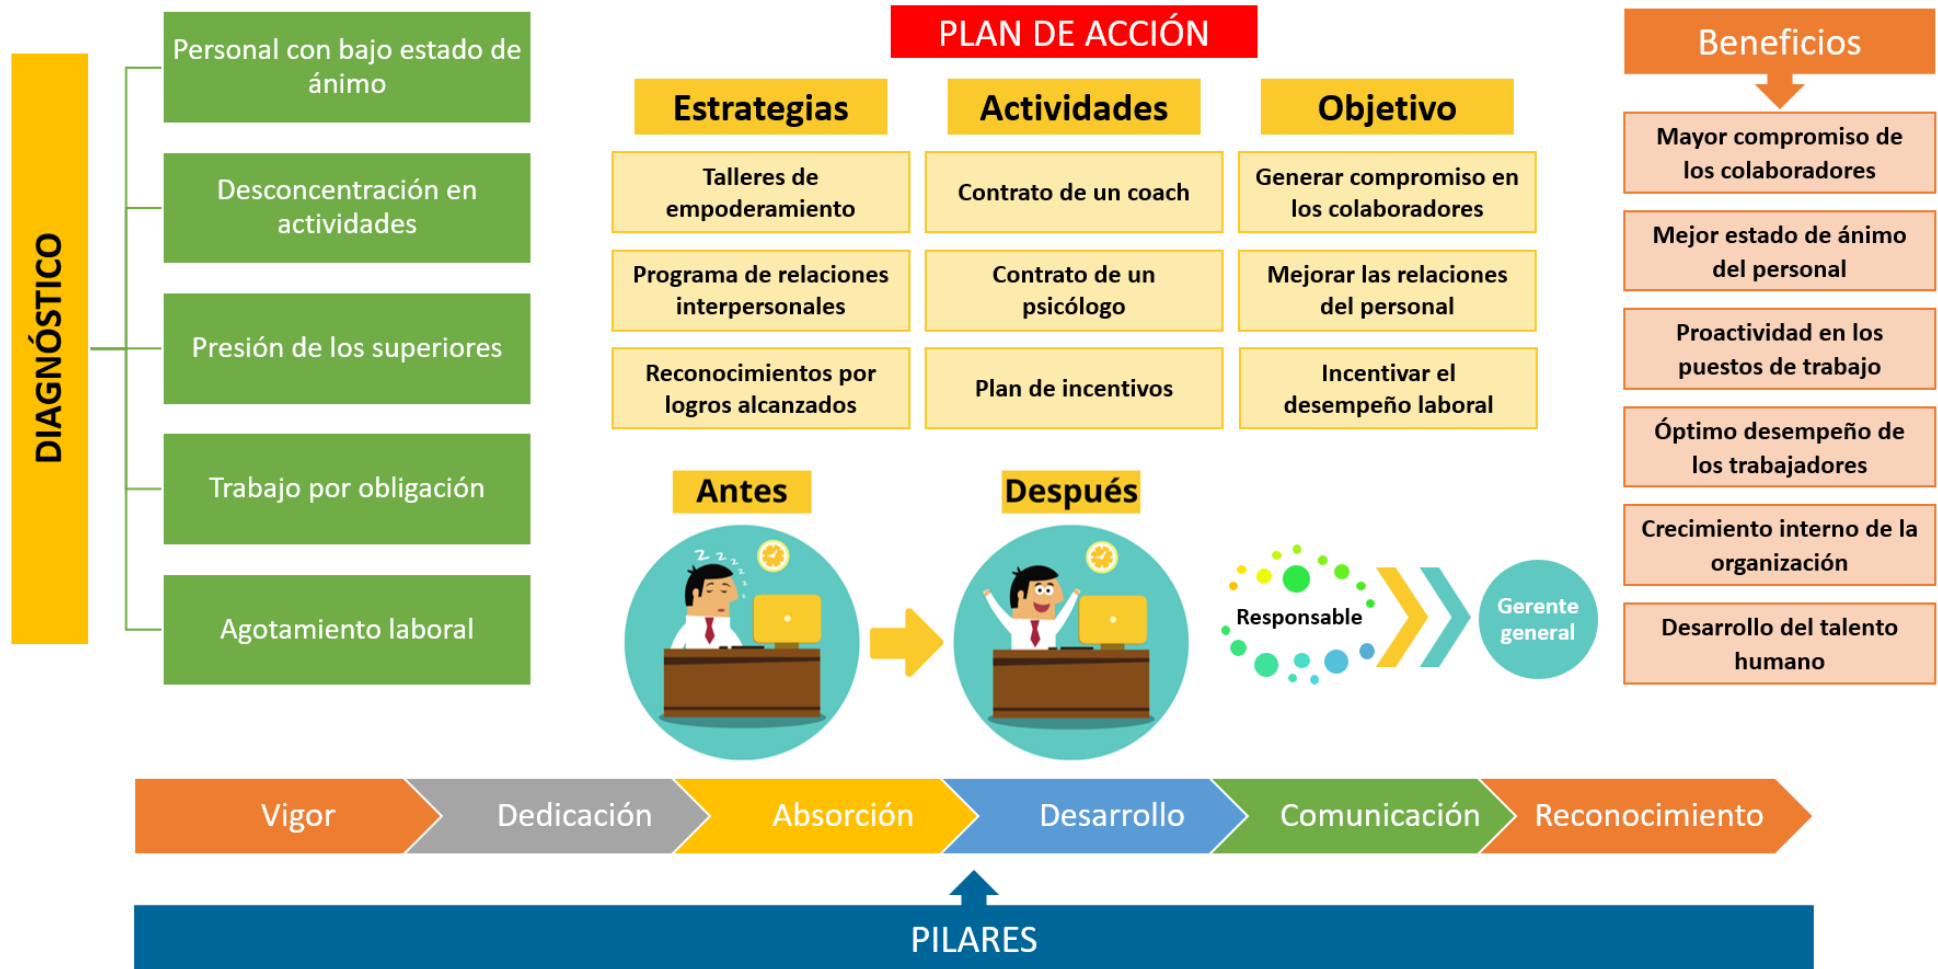 DIAGNÓSTICO
Personal con bajo estado de
ánimo
Desconcentración en
actividades
Presión de los superiores
Trabajo por obligación
Agotamiento laboral
PLAN DE ACCIÓN
Estrategias
Actividades
Objetivo
Talleres de
empoderamiento
Contrato de un coach
Generar compromiso en
los colaboradores
Programa de relaciones
interpersonales
Contrato de un
psicólogo
Mejorar las relaciones
del personal
Reconocimientos por
logros alcanzados
Plan de incentivos
Incentivar el
desempeño laboral
Antes
Después
z z z z z z
Responsable
Gerente
general
Beneficios
Mayor compromiso de
los colaboradores
Mejor estado de ánimo
del personal
Proactividad en los
puestos de trabajo
Óptimo desempeño de
los trabajadores
Crecimiento interno de la
organización
Desarrollo del talento
humano
Vigor
Dedicación
Absorción
Desarrollo
Comunicación
Reconocimiento
PILARES